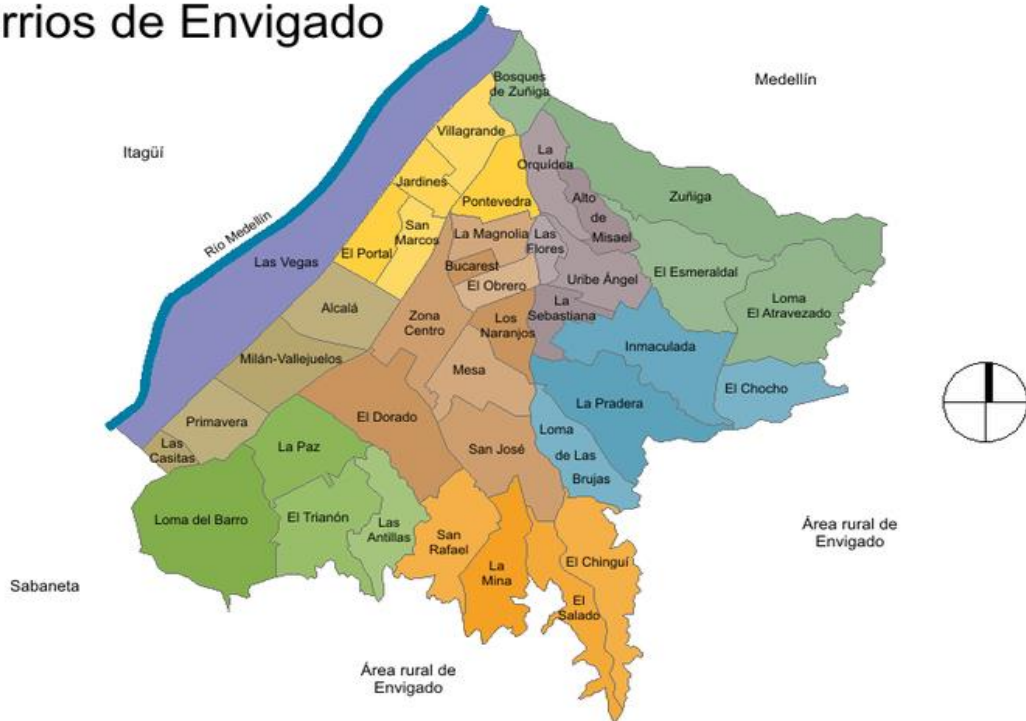 rrios de Envigado
Medellín
Itagüí
Río Medellín
Bosques
de Zuñiga
Villagrande
La
Orquídea
Jardines
Pontevedra
Alto
de
Misael
Zuñiga
San
Marcos
El Portal
La Magnolia
Las
Flores
Las Vegas
Bucarest
El Obrero
Uribe Ángel
El Esmeraldal
Loma
El Atravezado
Alcalá
Zona
Centro
Los
Naranjos
La
Sebastiana
Inmaculada
Milán-Vallejuelos
Mesa
El Chocho
El Dorado
La Pradera
Primavera
Las
Casitas
La Paz
San José
Loma
de Las
Brujas
Loma del Barro
El Trianón
Las
Antillas
San
Rafael
La
Mina
El Chinguí
El
Salado
Área rural de
Envigado
Sabaneta
Área rural de
Envigado